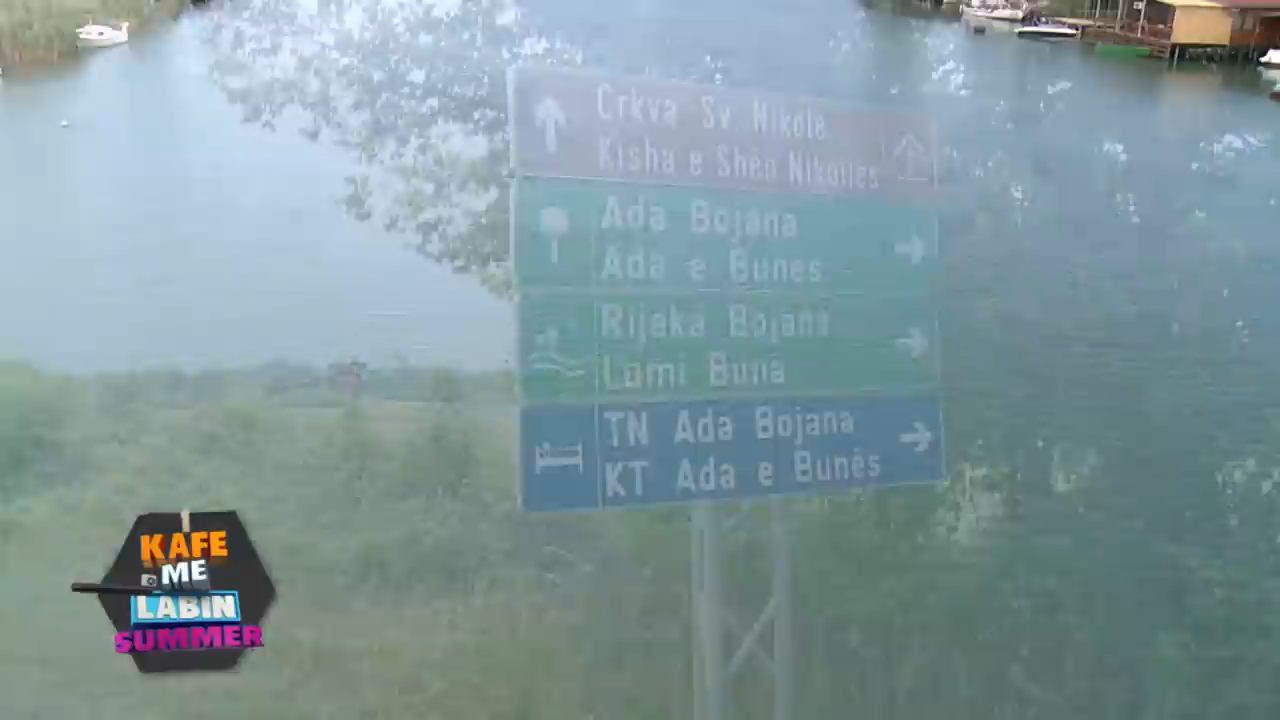 Crkva Sv. Nikole
Kisha e Shën Nikolles
Ada Bojana
Ada e Bunës
Rijeka Bojana
Lumi Buna
TN Ada Bojana
KT Ada e Bunës
KAFE
ME
LABIN
SUMMER